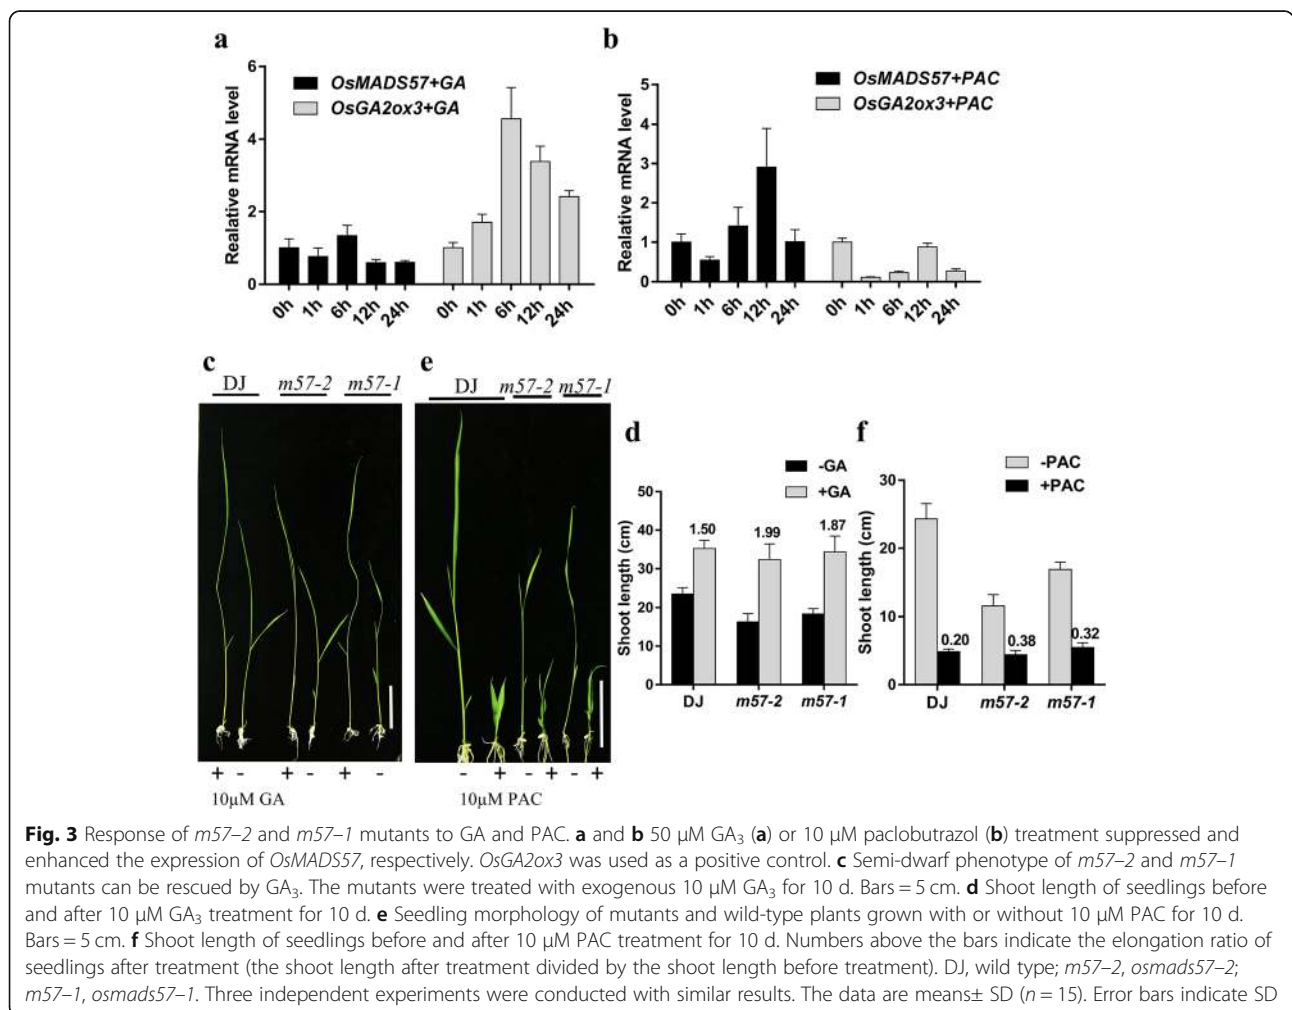 a
6
4
2
0
Realative mRNA level
OsMADS57+GA
OsGA2ox3+GA
0h 1h 6h 12h 24h 0h 1h 6h 12h 24h
b
5
4
3
2
1
0
Realative mRNA level
OsMADS57+PAC
OsGA2ox3+PAC
0h 1h 6h 12h 24h 0h 1h 6h 12h 24h
c
DJ m57-2 m57-1
+ - + - + -
10μM GA
e
DJ m57-2 m57-1
- + - + - +
10μM PAC
d
-GA
+GA
50
40
30
20
10
0
Shoot length (cm)
1.50 1.99 1.87
DJ m57-2 m57-1
f
-PAC
+PAC
30
20
10
0
Shoot length (cm)
0.20 0.38 0.32
DJ m57-2 m57-1
Fig. 3 Response of m57–2 and m57–1 mutants to GA and PAC. a and b 50 μM GA₃ (a) or 10 μM paclobutrazol (b) treatment suppressed and
enhanced the expression of OsMADS57, respectively. OsGA2ox3 was used as a positive control. c Semi-dwarf phenotype of m57–2 and m57–1
mutants can be rescued by GA₃. The mutants were treated with exogenous 10 μM GA₃ for 10 d. Bars = 5 cm. d Shoot length of seedlings before
and after 10 μM GA₃ treatment for 10 d. e Seedling morphology of mutants and wild-type plants grown with or without 10 μM PAC for 10 d.
Bars = 5 cm. f Shoot length of seedlings before and after 10 μM PAC treatment for 10 d. Numbers above the bars indicate the elongation ratio of
seedlings after treatment (the shoot length after treatment divided by the shoot length before treatment). DJ, wild type; m57–2, osmads57–2;
m57–1, osmads57–1. Three independent experiments were conducted with similar results. The data are means± SD (n = 15). Error bars indicate SD